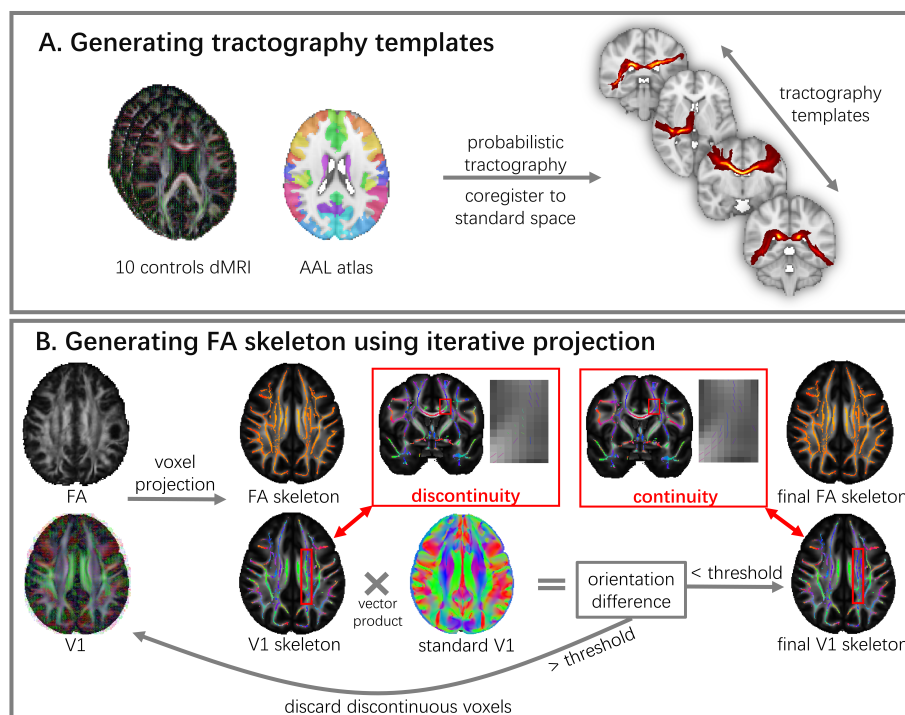 A. Generating tractography templates
10 controls dMRI
AAL atlas
probabilistic
tractography
coregister to
standard space
tractography
templates
B. Generating FA skeleton using iterative projection
FA
voxel
projection
FA skeleton
discontinuity
continuity
final FA skeleton
V1
V1 skeleton
vector
product
standard V1
orientation
difference
< threshold
final V1 skeleton
> threshold
discard discontinuous voxels